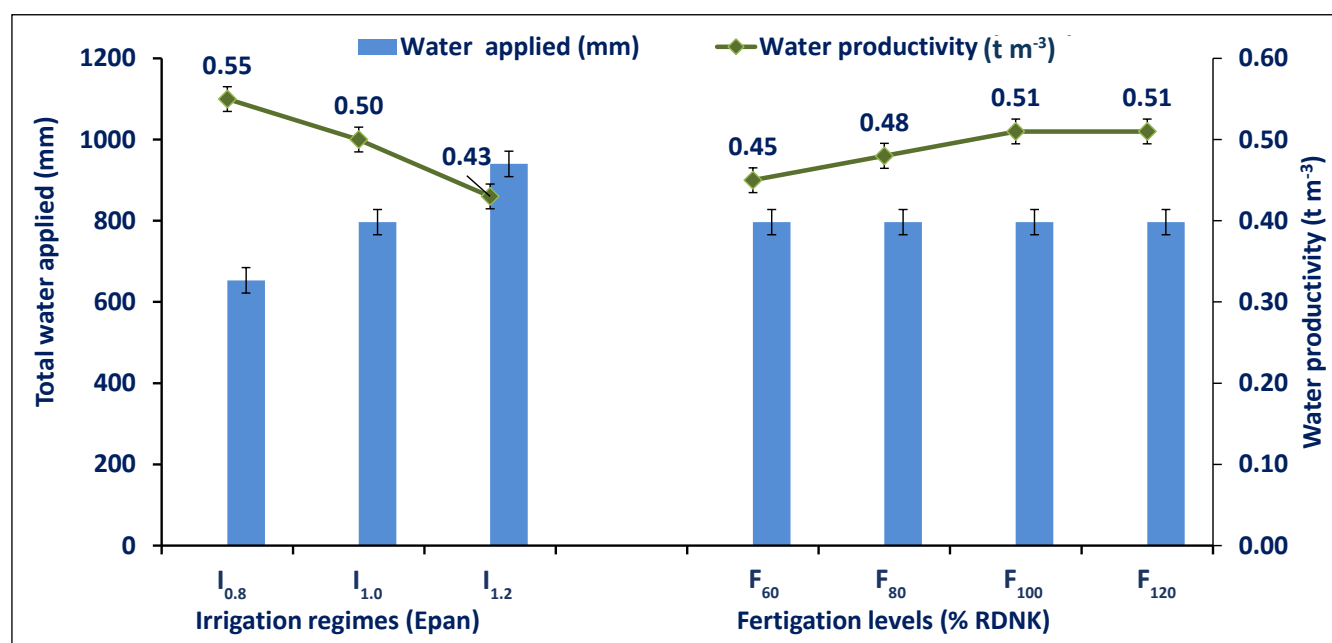 Water applied (mm) Water productivity (t m⁻³)
1200 0.60
0.55
0.50
0.51 0.51
1000 0.50
0.48
0.43 0.45
800 0.40
600 0.30
400 0.20
200 0.10
0 0.00
Total water applied (mm)
Water productivity (t m⁻³)
I₀.₈ I₁.₀ I₁.₂ F₆₀ F₈₀ F₁₀₀ F₁₂₀
Irrigation regimes (Epan) Fertigation levels (% RDNK)